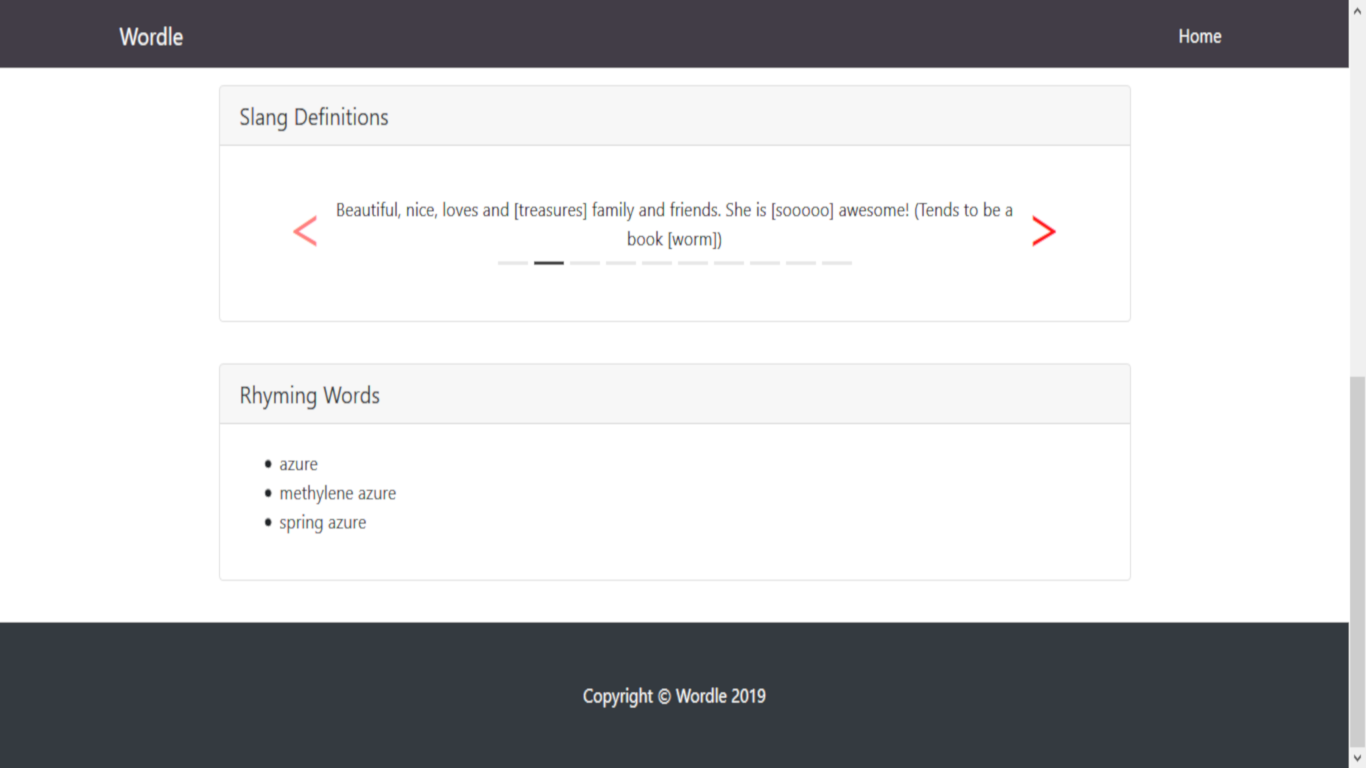 Wordle
Home
Slang Definitions
Beautiful, nice, loves and [treasures] family and friends. She is [sooooo] awesome! (Tends to be a
book [worm])
Rhyming Words
azure
methylene azure
spring azure
Copyright © Wordle 2019